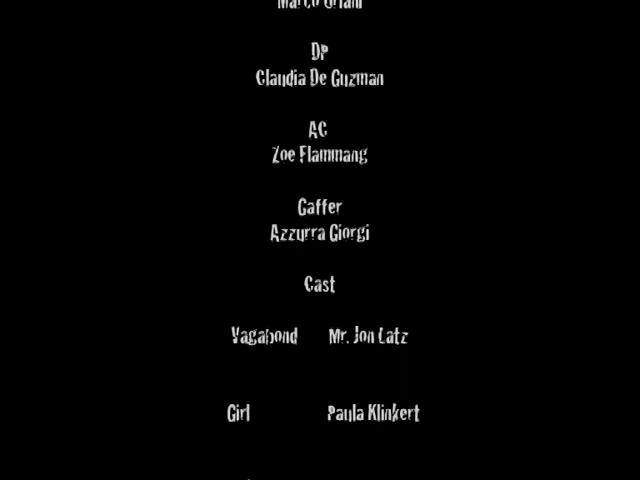 DP
Claudia De Guzman
AC
Zoe Flammang
Gaffer
Azzurra Giorgi
Cast
Vagabond Mr. Jon Latz
Girl Paula Klinkert